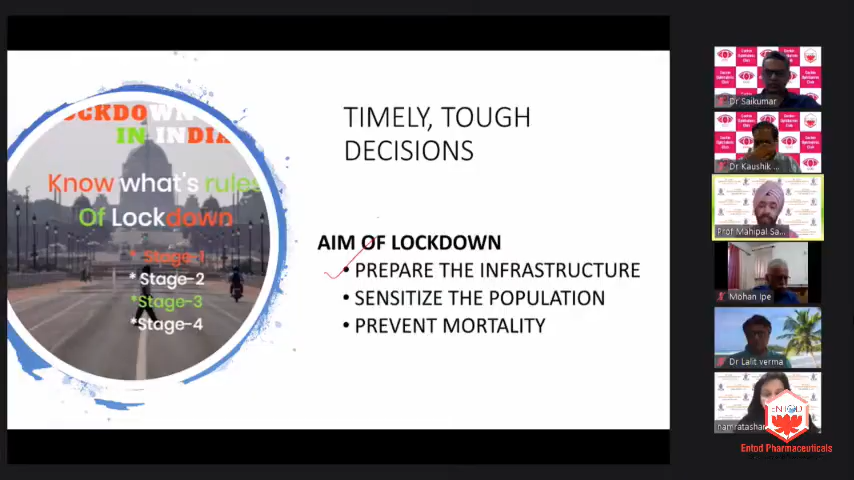 LOCKDOWN
IN INDIA
Know what's rules
Of Lockdown
* Stage-1
* Stage-2
*Stage-3
*Stage-4
TIMELY, TOUGH
DECISIONS
AIM OF LOCKDOWN
• PREPARE THE INFRASTRUCTURE
• SENSITIZE THE POPULATION
• PREVENT MORTALITY
Dr Saikumar
Dr Kaushik ...
Prof Mahipal Sa...
Mohan Ipe
Dr Lalit verma
namratashar
ENTOD
Entod Pharmaceuticals